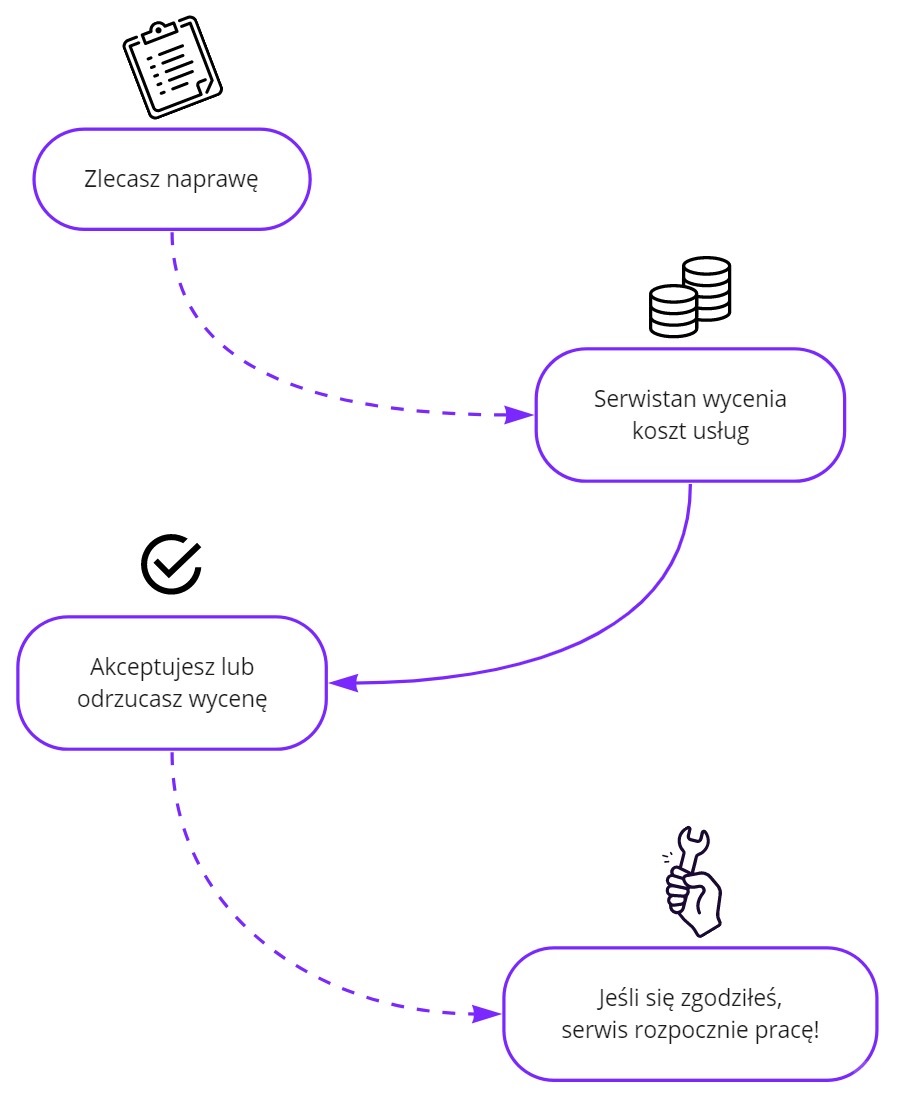 Zlecasz naprawę
Serwistan wycenia
koszt usług
Akceptujesz lub
odrzucasz wycenę
Jeśli się zgodziłeś,
serwis rozpocznie pracę!